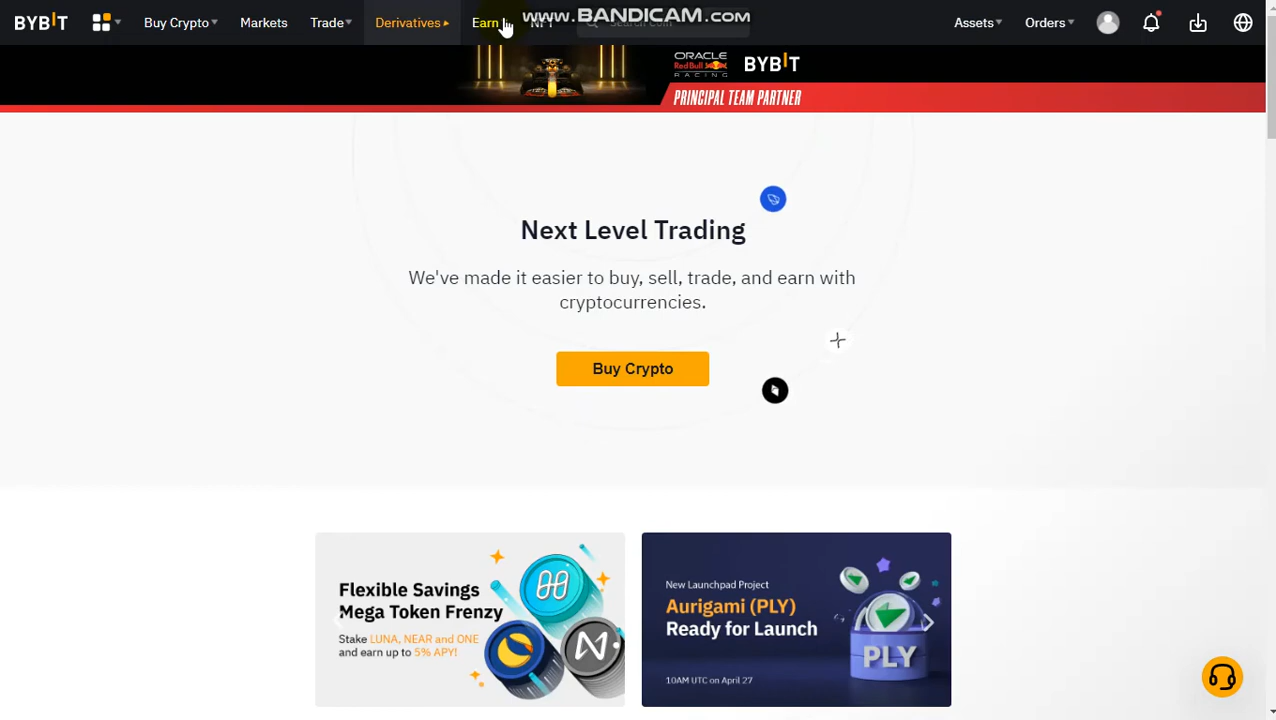 BYBIT
Buy Crypto
Markets
Trade
Derivatives
Earn
NFT
Search Coin
www.BANDICAM.com
Assets
Orders
ORACLE
Red Bull
RACING
BYBIT
PRINCIPAL TEAM PARTNER
Next Level Trading
We've made it easier to buy, sell, trade, and earn with
cryptocurrencies.
Buy Crypto
Flexible Savings
Mega Token Frenzy
Stake LUNA, NEAR and ONE
and earn up to 5% APY!
New Launchpad Project
Aurigami (PLY)
Ready for Launch
10AM UTC on April 27
PLY